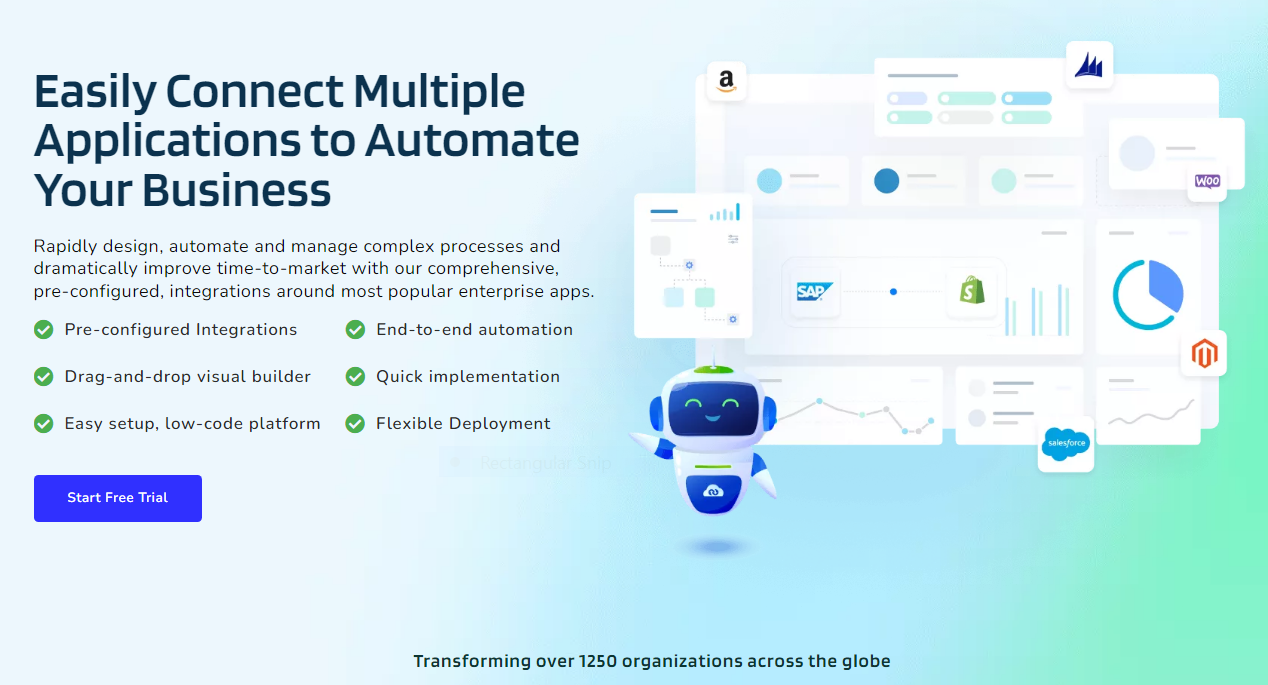 Easily Connect Multiple
Applications to Automate
Your Business
Rapidly design, automate and manage complex processes and
dramatically improve time-to-market with our comprehensive,
pre-configured, integrations around most popular enterprise apps.
Pre-configured Integrations
End-to-end automation
Drag-and-drop visual builder
Quick implementation
Easy setup, low-code platform
Flexible Deployment
Rectangular Snip
Start Free Trial
a
WOO
SAP
S
salesforce
Transforming over 1250 organizations across the globe